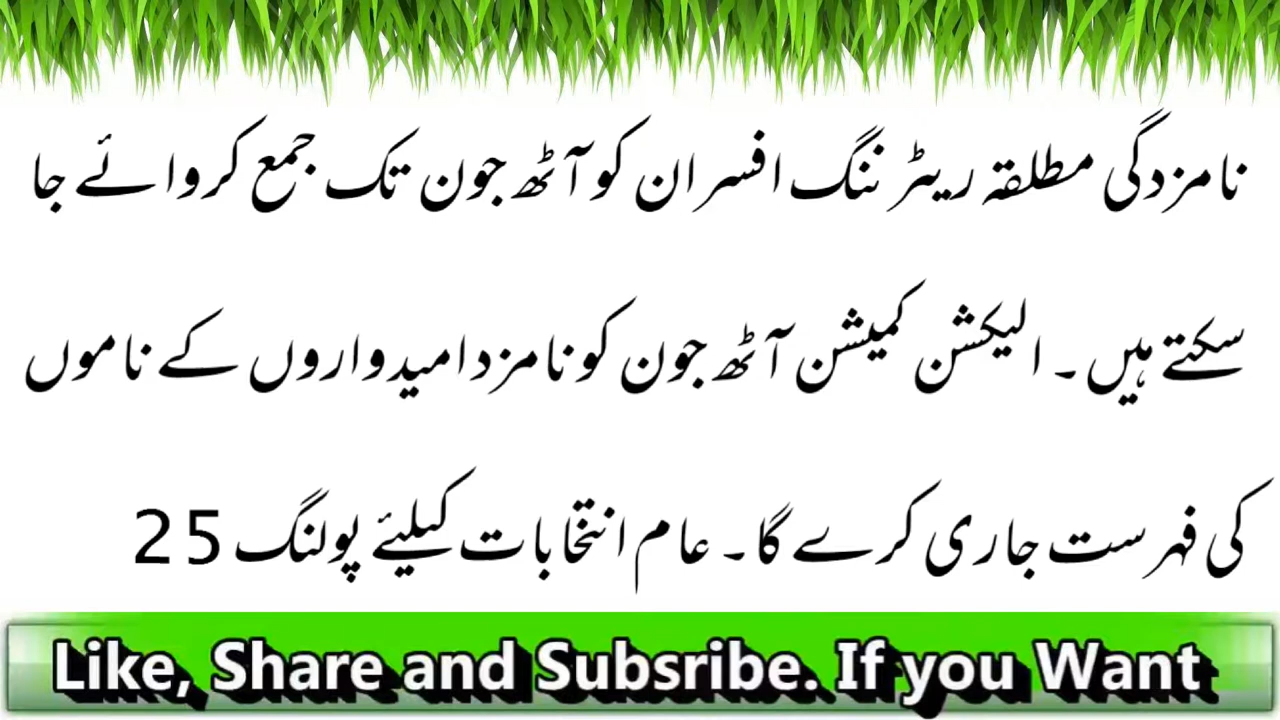 نامزدگی مطلقہ ریٹرننگ افسران کو آٹھ جون تک جمع کروائے جا
سکتے ہیں۔ الیکشن کمیشن آٹھ جون کو نامزد امیدواروں کے ناموں
کی فہرست جاری کرے گا۔ عام انتخابات کیلیئے پولنگ 25
Like, Share and Subsribe. If you Want